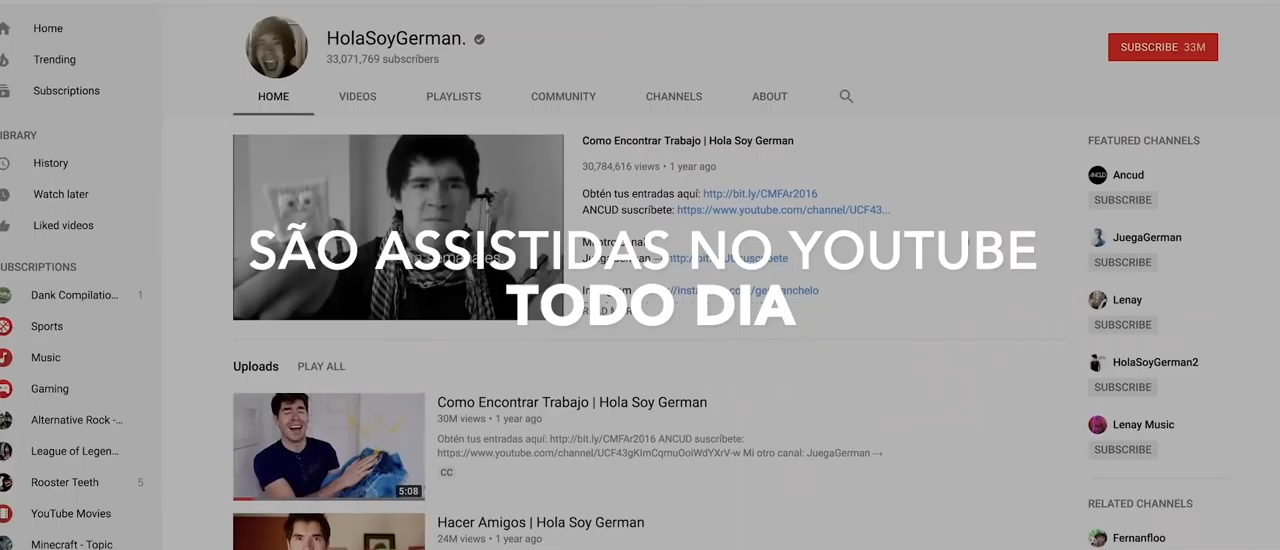 Home
Trending
Subscriptions
IBRARY
History
Watch later
Liked videos
UBSCRIPTIONS
Dank Compilatio... 1
Sports
Music
Gaming
Alternative Rock -...
League of Legen...
Rooster Teeth 5
YouTube Movies
Minecraft - Topic
HolaSoyGerman.
33,071,769 subscribers
SUBSCRIBE 33M
HOME VIDEOS PLAYLISTS COMMUNITY CHANNELS ABOUT
Como Encontrar Trabajo | Hola Soy German
30,784,616 views • 1 year ago
Obtén tus entradas aquí: http://bit.ly/CMFAr2016
ANCUD suscríbete: https://www.youtube.com/channel/UCF43...
SÃO ASSISTIDAS NO YOUTUBE
TODO DIA
Uploads PLAY ALL
Como Encontrar Trabajo | Hola Soy German
30M views • 1 year ago
Obtén tus entradas aquí: http://bit.ly/CMFAr2016 ANCUD suscríbete:
https://www.youtube.com/channel/UCF43gKImCqmuOoiWdYXrV-w Mi otro canal: JuegaGerman →
CC
5:08
Hacer Amigos | Hola Soy German
24M views • 1 year ago
FEATURED CHANNELS
ANCUD
Ancud
SUBSCRIBE
JuegaGerman
SUBSCRIBE
Lenay
SUBSCRIBE
HolaSoyGerman2
SUBSCRIBE
Lenay Music
SUBSCRIBE
RELATED CHANNELS
Fernanfloo